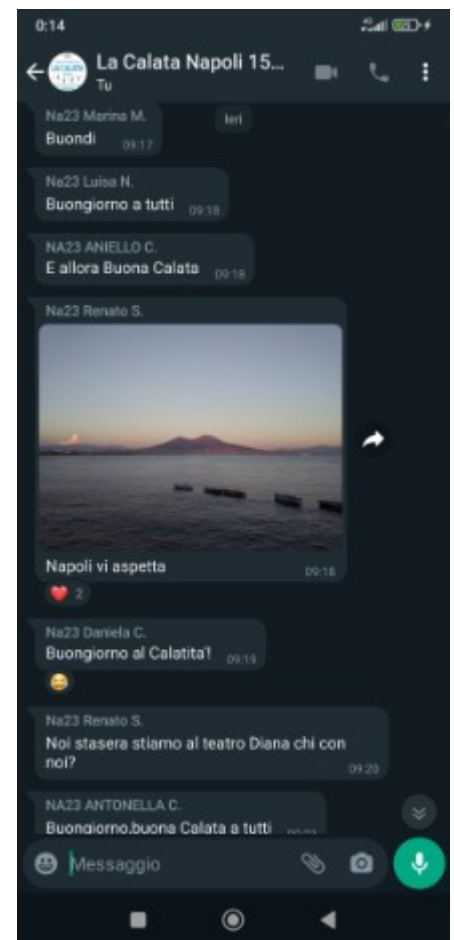 0:14
La Calata Napoli 15...
Tu
Na23 Marina M.
Ieri
Buondi
09:17
Na23 Luisa N.
Buongiorno a tutti 09:18
NA23 ANIELLO C.
E allora Buona Calata 09:18
Na23 Renato S.
Napoli vi aspetta 09:18
2
Na23 Daniela C.
Buongiorno al Calatita'! 09:19
Na23 Renato S.
Noi stasera stiamo al teatro Diana chi con
noi?
09:20
NA23 ANTONELLA C.
Buongiorno,buona Calata a tutti
Messaggio